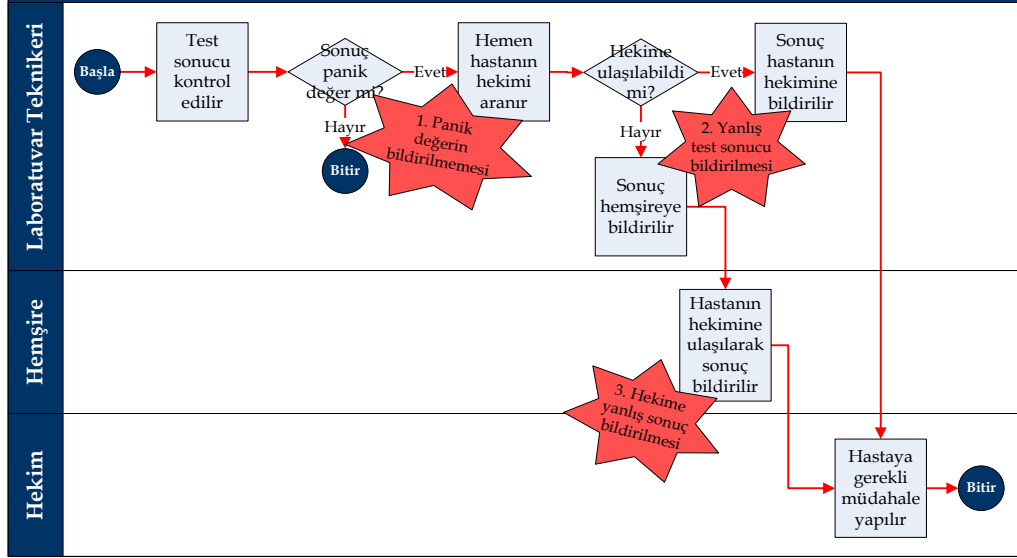 Laboratuvar Teknikeri
Başla
Test
sonucu
kontrol
edilir
Sonuç
panik
değer mi?
Evet
Hayır
Bitir
1. Panik
değerin
bildirilmemesi
Hemen
hastanın
hekimi
aranır
Hekime
ulaşılabildi
mi?
Evet
Hayır
2. Yanlış
test sonucu
bildirilmesi
Sonuç
hastanın
hekimine
bildirilir
Sonuç
hemşireye
bildirilir
Hemşire
Hastanın
hekimine
ulaşılarak
sonuç
bildirilir
3. Hekime
yanlış sonuç
bildirilmesi
Hekim
Hastaya
gerekli
müdahale
yapılır
Bitir